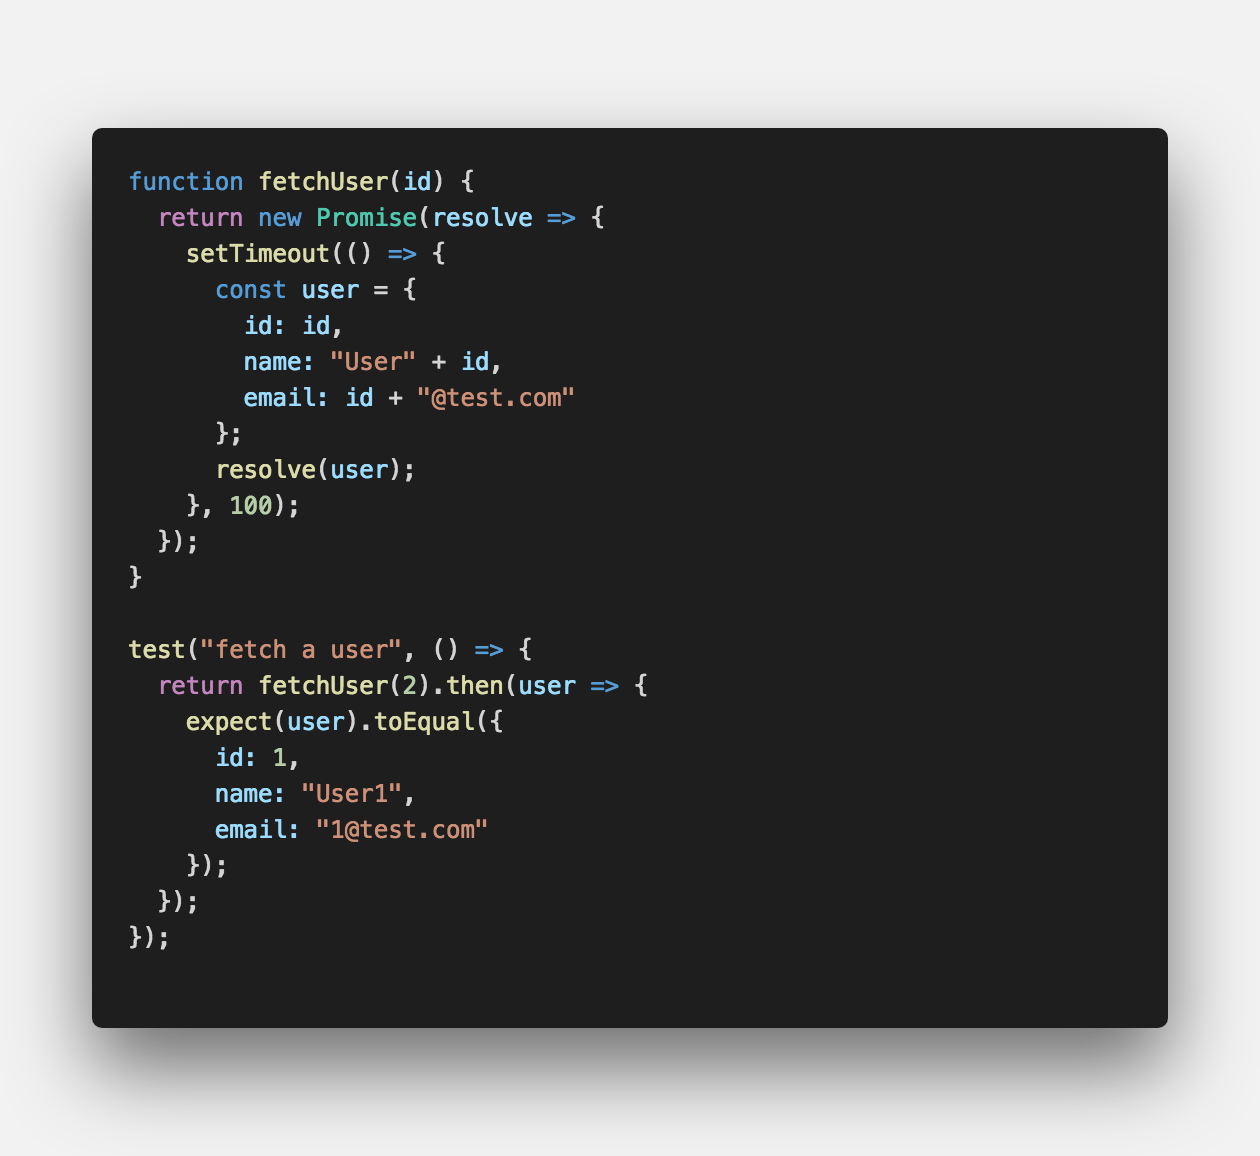 function fetchUser(id) {
  return new Promise(resolve => {
    setTimeout(() => {
      const user = {
        id: id,
        name: "User" + id,
        email: id + "@test.com"
      };
      resolve(user);
    }, 100);
  });
}

test("fetch a user", () => {
  return fetchUser(2).then(user => {
    expect(user).toEqual({
      id: 1,
      name: "User1",
      email: "1@test.com"
    });
  });
});